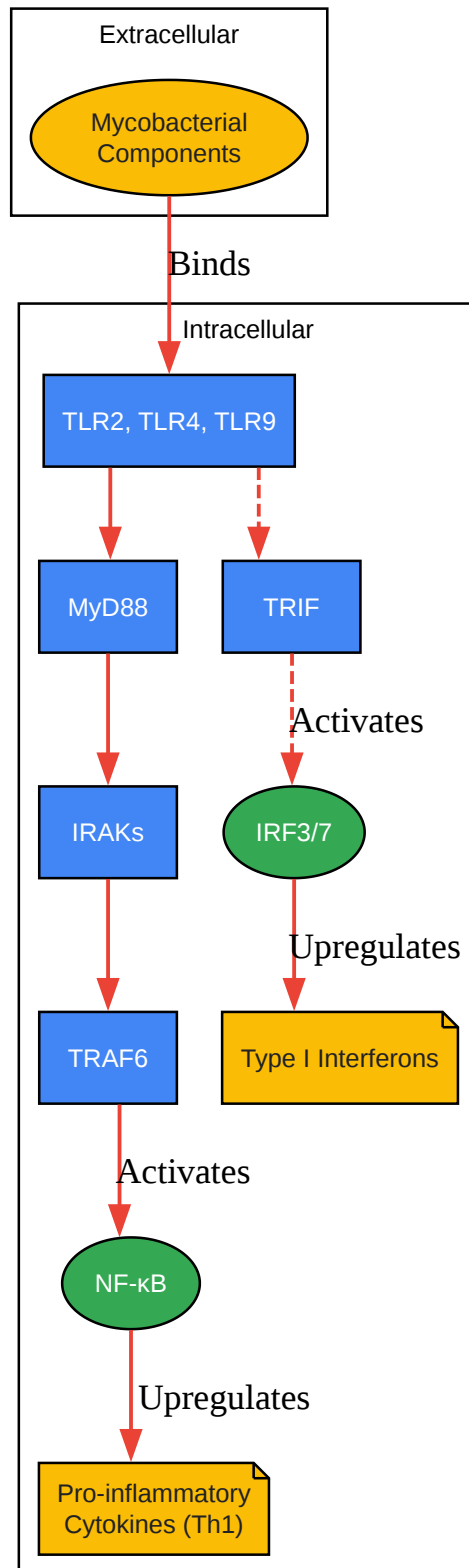 Extracellular
Mycobacterial
Components
Binds
Intracellular
TLR2, TLR4, TLR9
MyD88
TRIF
Activates
IRAKs
IRF3/7
Upregulates
TRAF6
Type I Interferons
Activates
NF-κB
Upregulates
Pro-inflammatory
Cytokines (Th1)